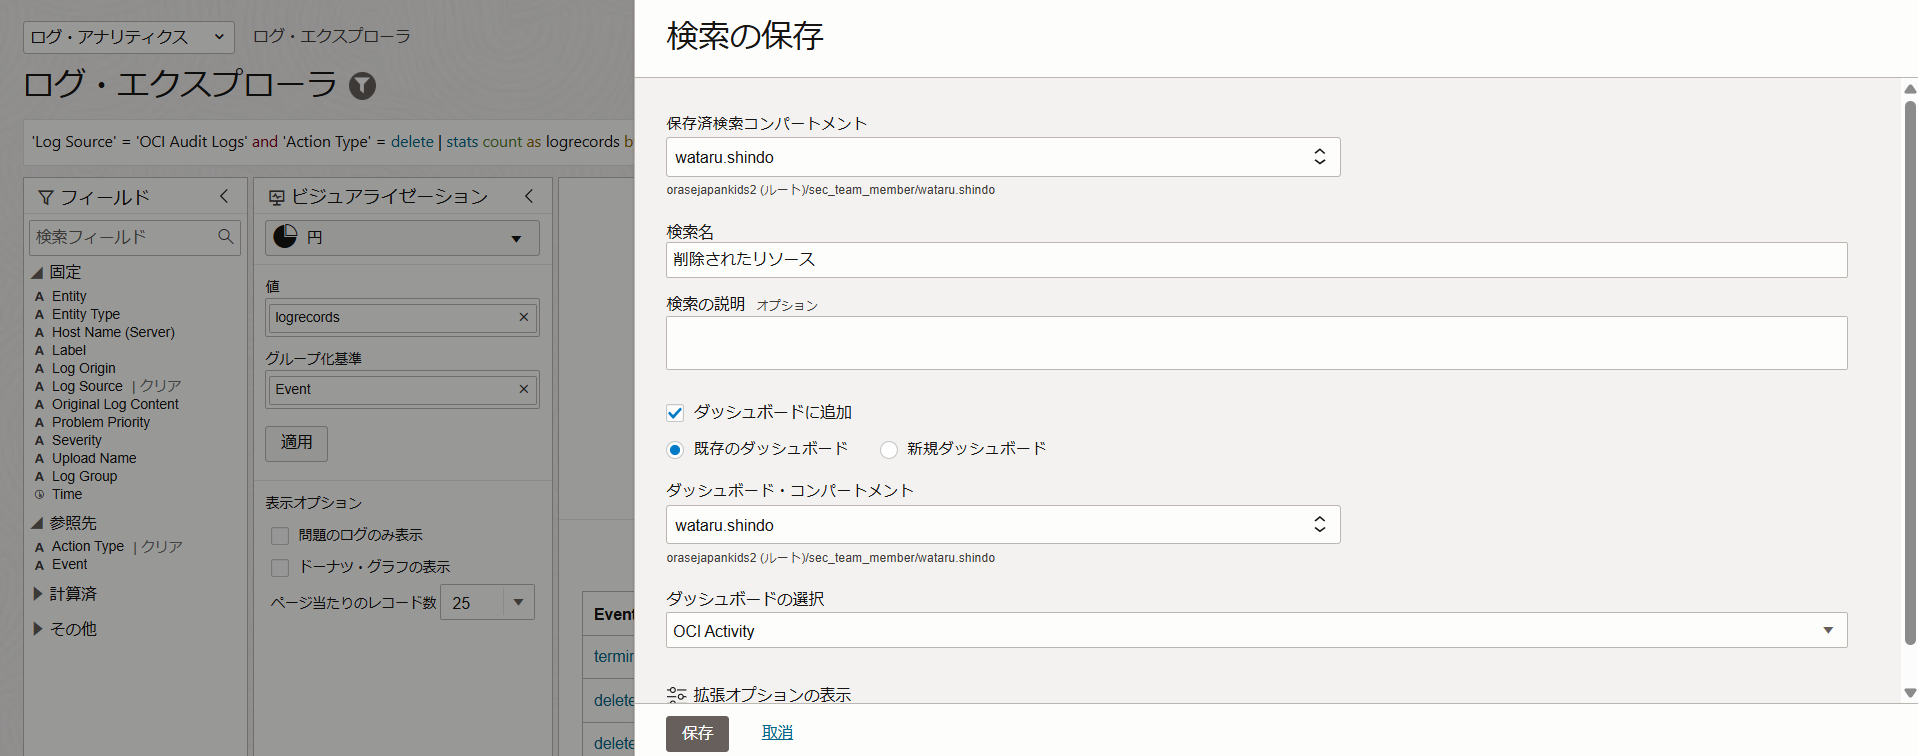 ログ・アナリティクス
ログ・エクスプローラ
ログ・エクスプローラ
'Log Source' = 'OCI Audit Logs' and 'Action Type' = delete | stats count as logrecords b
フィールド
検索フィールド
固定
Entity
Entity Type
Host Name (Server)
Label
Log Origin
Log Source | クリア
Original Log Content
Problem Priority
Severity
Upload Name
Log Group
Time
参照先
Action Type | クリア
Event
計算済
その他
ビジュアライゼーション
円
値
logrecords
グループ化基準
Event
適用
表示オプション
問題のログのみ表示
ドーナツ・グラフの表示
ページ当たりのレコード数 25
Event
termin
delete
delete
検索の保存
保存済検索コンパートメント
wataru.shindo
orasejapankids2 (ルート)/sec_team_member/wataru.shindo
検索名
削除されたリソース
検索の説明 オプション
ダッシュボードに追加
既存のダッシュボード 新規ダッシュボード
ダッシュボード・コンパートメント
wataru.shindo
orasejapankids2 (ルート)/sec_team_member/wataru.shindo
ダッシュボードの選択
OCI Activity
拡張オプションの表示
保存 取消